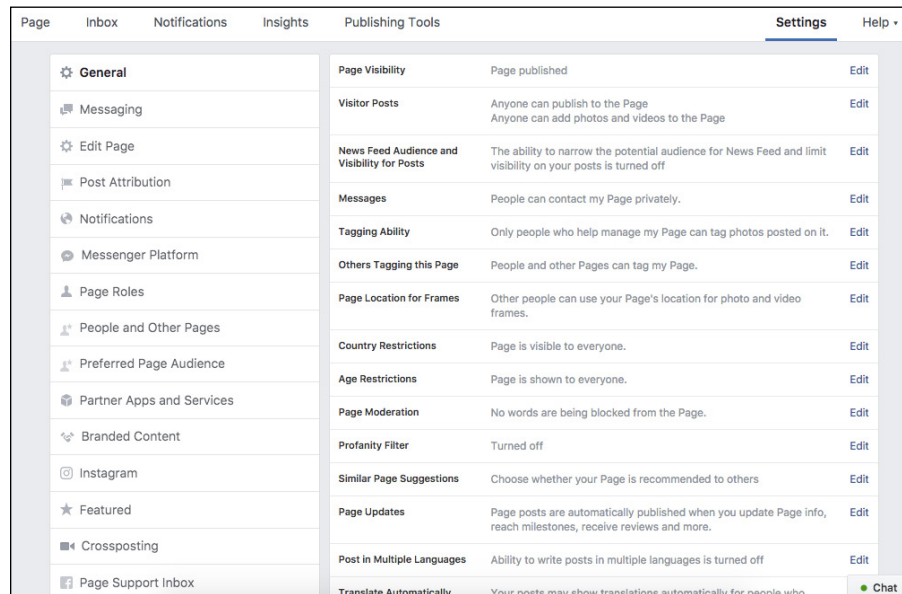 Page Inbox Notifications Insights Publishing Tools Settings Help
General
Messaging
Edit Page
Post Attribution
Notifications
Messenger Platform
Page Roles
People and Other Pages
Preferred Page Audience
Partner Apps and Services
Branded Content
Instagram
Featured
Crossposting
Page Support Inbox
Page Visibility Page published Edit
Visitor Posts Anyone can publish to the Page Edit
Anyone can add photos and videos to the Page
News Feed Audience and The ability to narrow the potential audience for News Feed and limit Edit
Visibility for Posts visibility on your posts is turned off
Messages People can contact my Page privately. Edit
Tagging Ability Only people who help manage my Page can tag photos posted on it. Edit
Others Tagging this Page People and other Pages can tag my Page. Edit
Page Location for Frames Other people can use your Page's location for photo and video Edit
frames.
Country Restrictions Page is visible to everyone. Edit
Age Restrictions Page is shown to everyone. Edit
Page Moderation No words are being blocked from the Page. Edit
Profanity Filter Turned off Edit
Similar Page Suggestions Choose whether your Page is recommended to others Edit
Page Updates Page posts are automatically published when you update Page info, Edit
reach milestones, receive reviews and more.
Post in Multiple Languages Ability to write posts in multiple languages is turned off Edit
Translate Automatically Your posts may show translations automatically for people who
Chat